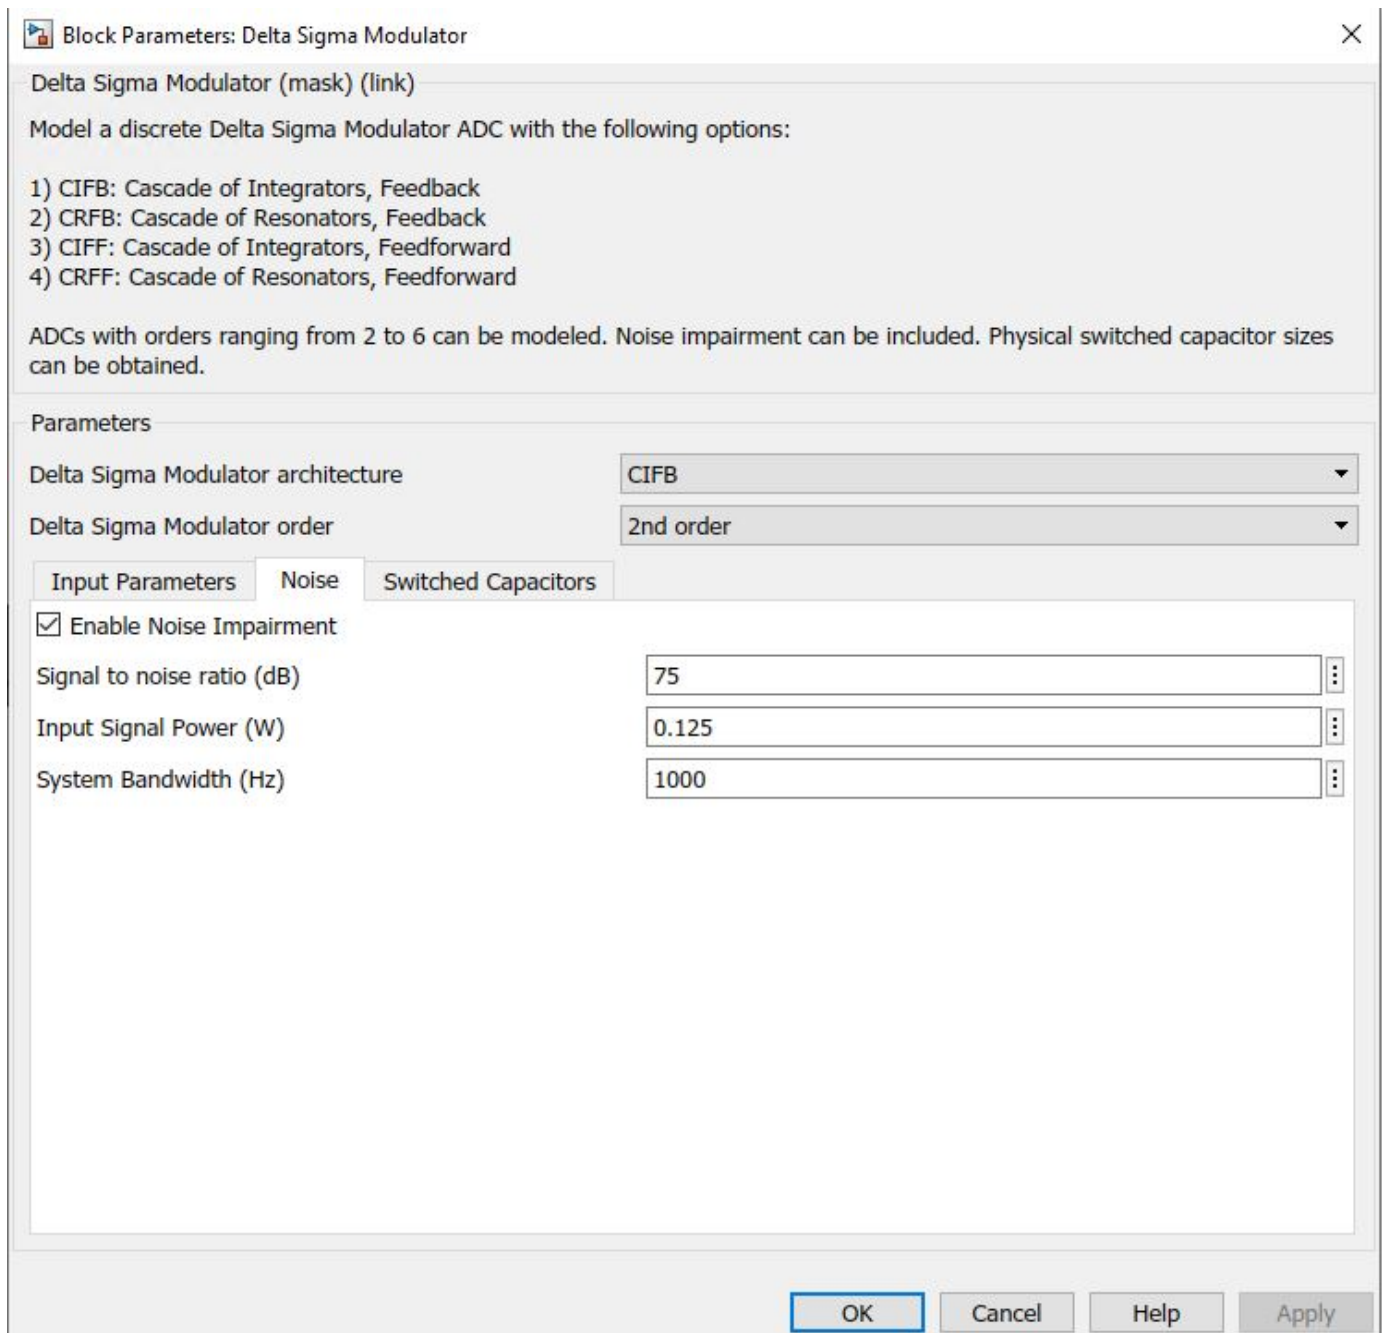 Block Parameters: Delta Sigma Modulator
Delta Sigma Modulator (mask) (link)
Model a discrete Delta Sigma Modulator ADC with the following options:
1) CIFB: Cascade of Integrators, Feedback
2) CRFB: Cascade of Resonators, Feedback
3) CIFF: Cascade of Integrators, Feedforward
4) CRFF: Cascade of Resonators, Feedforward
ADCs with orders ranging from 2 to 6 can be modeled. Noise impairment can be included. Physical switched capacitor sizes
can be obtained.
Parameters
Delta Sigma Modulator architecture CIFB
Delta Sigma Modulator order 2nd order
Input Parameters Noise Switched Capacitors
Enable Noise Impairment
Signal to noise ratio (dB) 75
Input Signal Power (W) 0.125
System Bandwidth (Hz) 1000
OK Cancel Help Apply